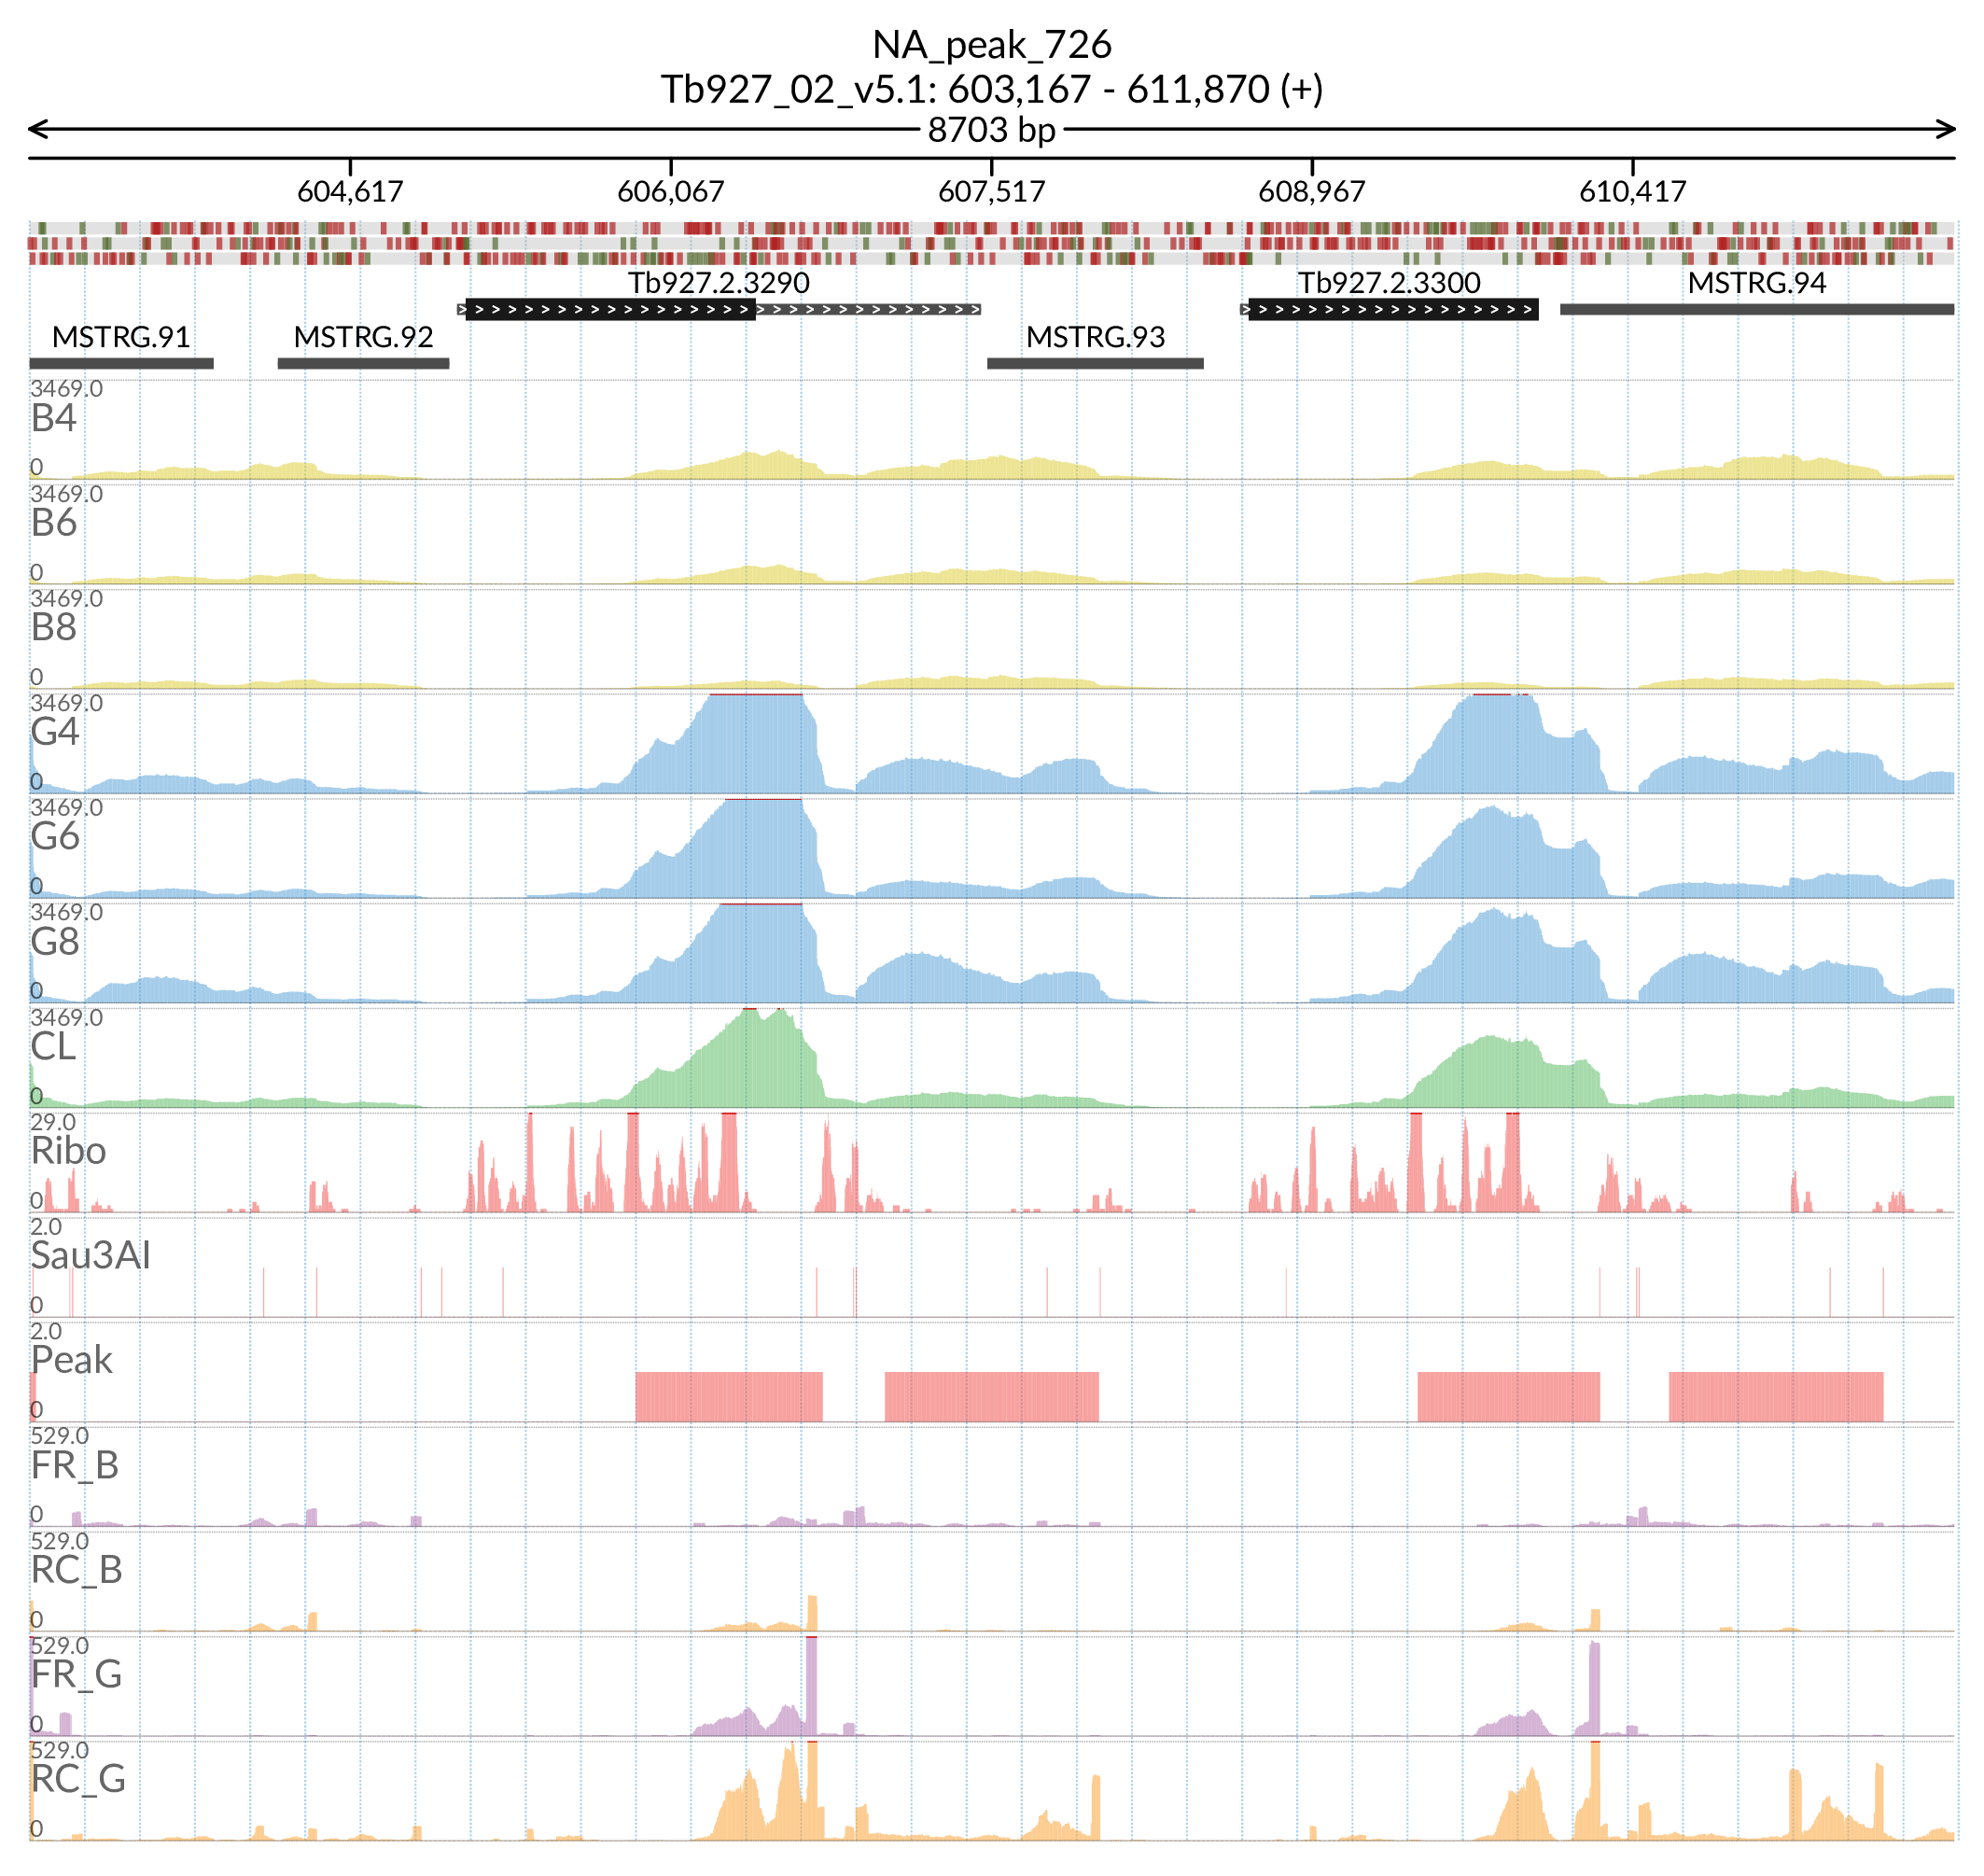 NA_peak_726
Tb927_02_v5.1: 603,167 - 611,870 (+)
8703 bp
604,617 606,067 607,517 608,967 610,417
Tb927.2.3290 Tb927.2.3300 MSTRG.94
MSTRG.91 MSTRG.92 MSTRG.93
3469.0
B4
0
3469.0
B6
0
3469.0
B8
0
3469.0
G4
0
3469.0
G6
0
3469.0
G8
0
3469.0
CL
0
29.0
Ribo
0
2.0
Sau3AI
0
2.0
Peak
0
529.0
FR_B
0
529.0
RC_B
0
529.0
FR_G
0
529.0
RC_G
0